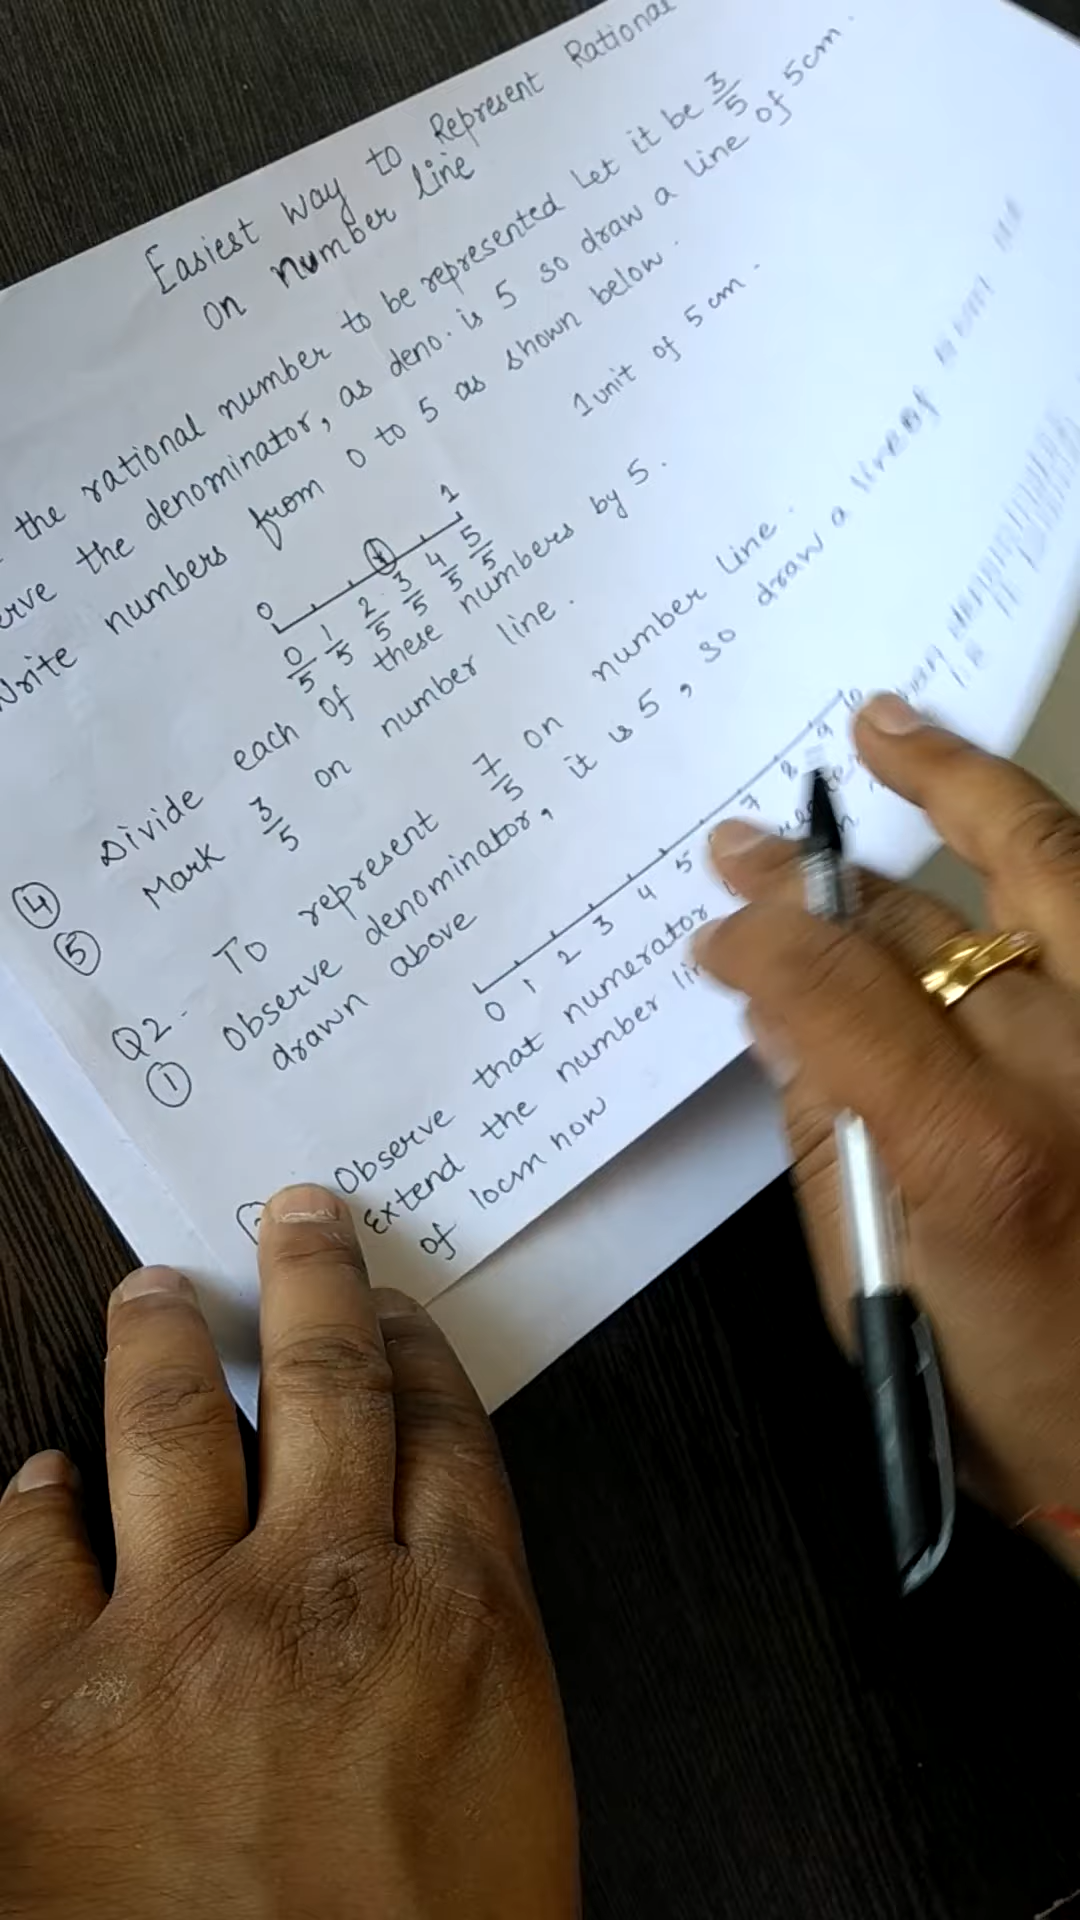 Easiest way to Represent Rational
on number line
the rational number to be represented Let it be 3/5
erve the denominator, as deno. is 5 so draw a line of 5cm.
Write numbers from 0 to 5 as shown below.
1 unit of 5 cm.
0 1
0/5 1/5 2/5 3/5 4/5 5/5
④ Divide each of these numbers by 5.
⑤ Mark 3/5 on number line.
Q2- To represent 7/5 on number line.
① Observe denominator, it is 5, so draw a line of
drawn above
0 1 2 3 4 5 7 8 9 10
Observe that numerator
Extend the number lin
of 10cm now